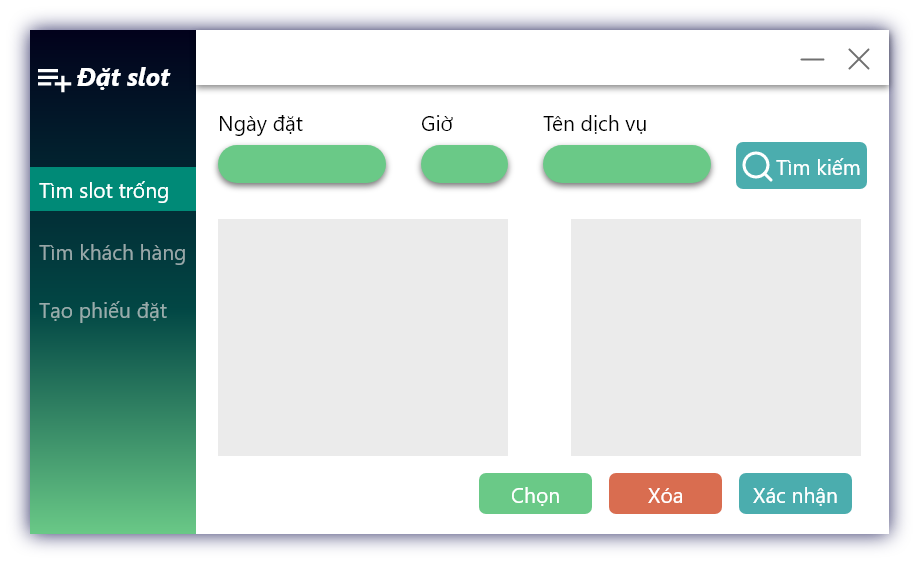 Đặt slot
Tìm slot trống
Tìm khách hàng
Tạo phiếu đặt
Ngày đặt
Giờ
Tên dịch vụ
Tìm kiếm
Chọn
Xóa
Xác nhận